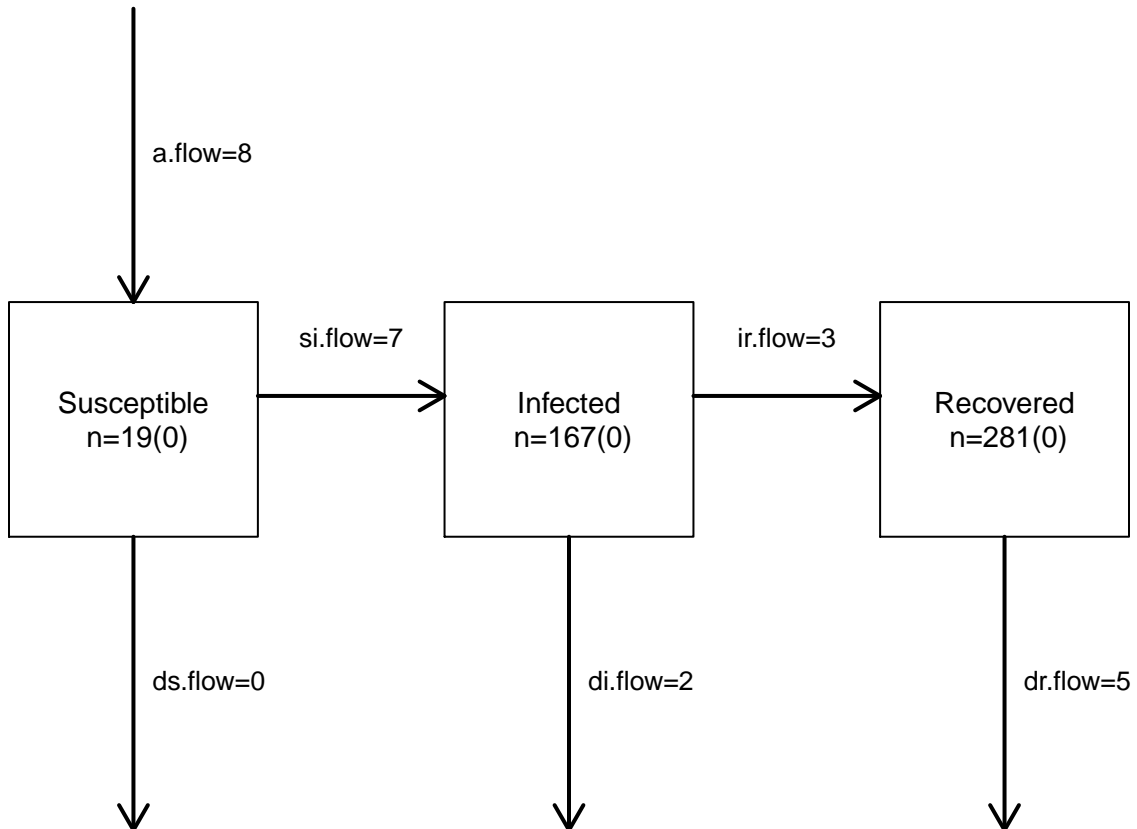 a.flow=8
si.flow=7
ir.flow=3
Susceptible
n=19(0)
Infected
n=167(0)
Recovered
n=281(0)
ds.flow=0
di.flow=2
dr.flow=5